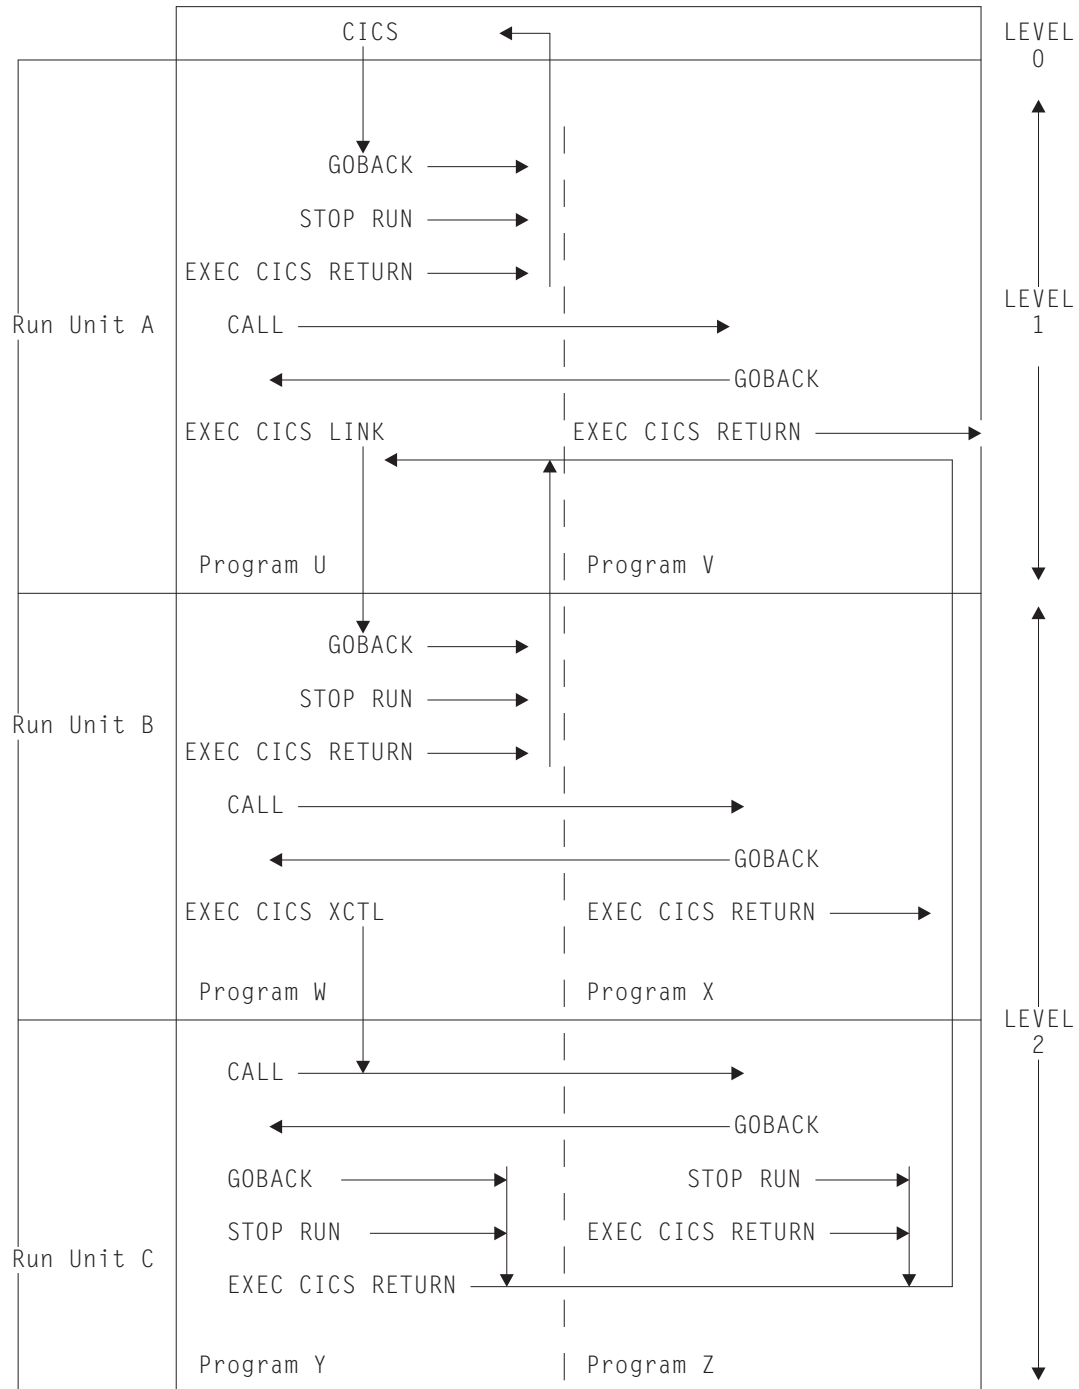 CICS
LEVEL
0
GOBACK
STOP RUN
EXEC CICS RETURN
LEVEL
1
Run Unit A
CALL
GOBACK
EXEC CICS LINK
EXEC CICS RETURN
Program U
Program V
GOBACK
STOP RUN
Run Unit B
EXEC CICS RETURN
CALL
GOBACK
EXEC CICS XCTL
EXEC CICS RETURN
Program W
Program X
LEVEL
2
CALL
GOBACK
GOBACK
STOP RUN
STOP RUN
EXEC CICS RETURN
Run Unit C
EXEC CICS RETURN
Program Y
Program Z